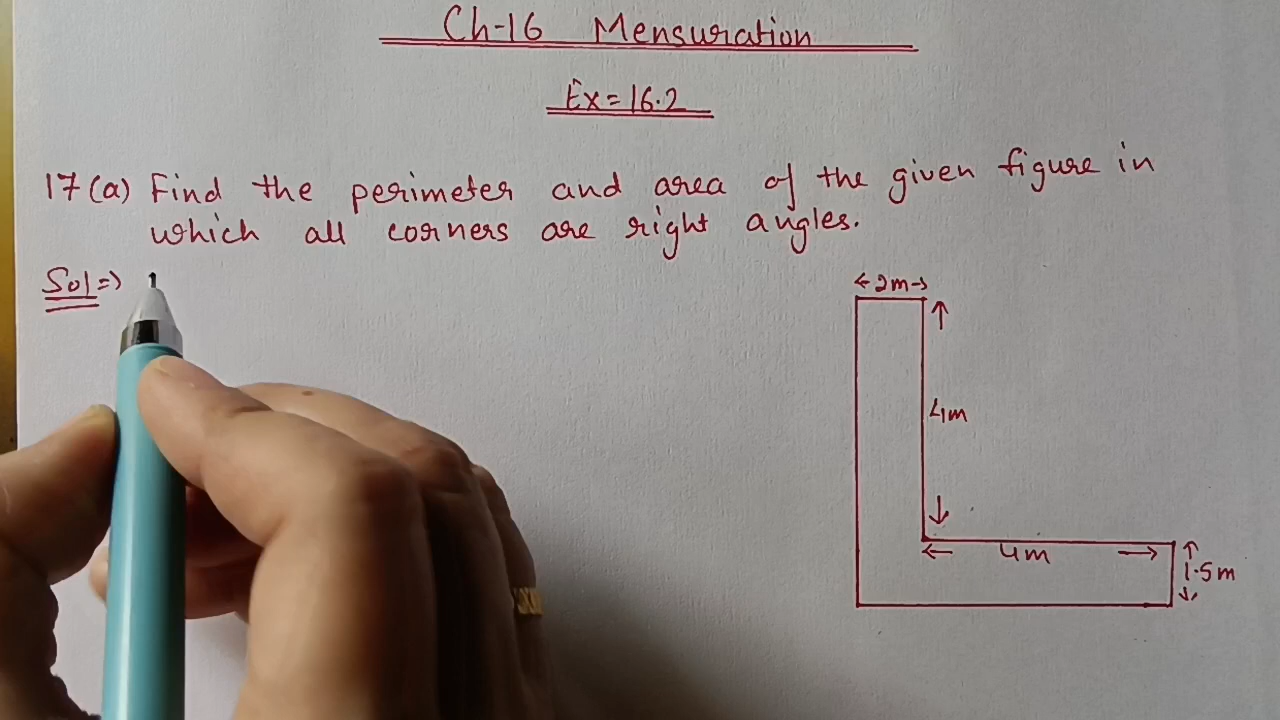 Ch-16 Mensuration
Ex = 16.2
17(a) Find the perimeter and area of the given figure in
which all corners are right angles.
Sol =>
2m
4m
4m
1.5m